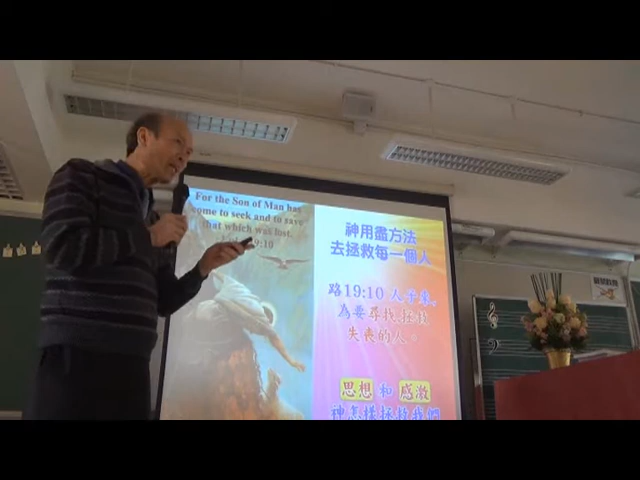 For the Son of Man has
come to seek and to save
that which was lost.
9:10
神用盡方法
去拯救每一個人
路19:10 人子來,
為要尋找,拯救
失喪的人。
思想 和 感激
神怎樣拯救我們